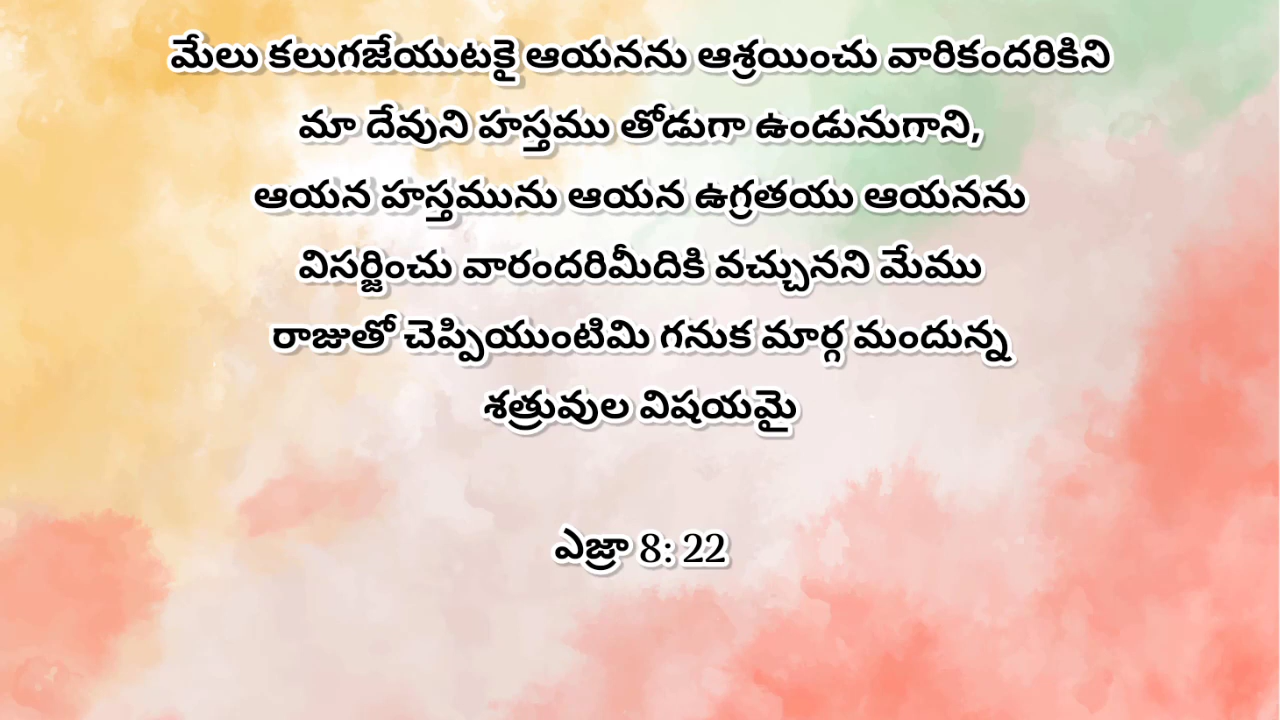 మేలు కలుగజేయుటకై ఆయనను ఆశ్రయించు వారికందరికిని
మా దేవుని హస్తము తోడుగా ఉండునుగాని,
ఆయన హస్తమును ఆయన ఉగ్రతయు ఆయనను
విసర్జించు వారందరిమీదికి వచ్చునని మేము
రాజుతో చెప్పియుంటిమి గనుక మార్గ మందున్న
శత్రువుల విషయమై
ఎజ్రా 8: 22